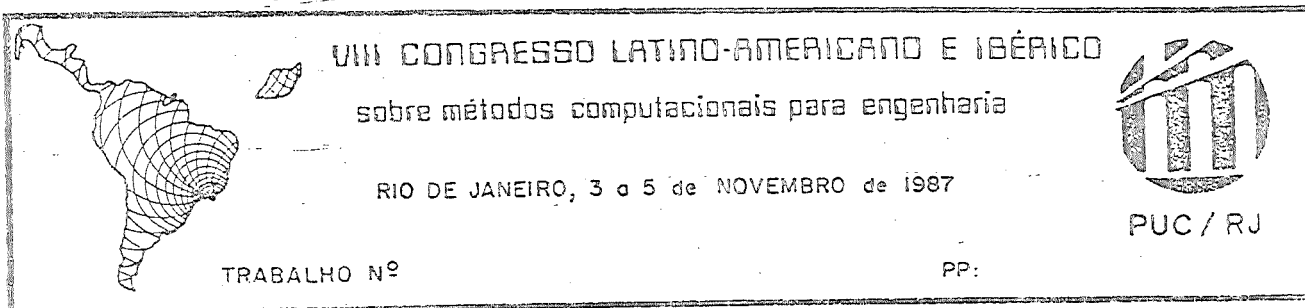 VIII CONGRESSO LATINO-AMERICANO E IBÉRICO
sobre métodos computacionais para engenharia
RIO DE JANEIRO, 3 a 5 de NOVEMBRO de 1987
PUC / RJ
TRABALHO Nº PP: